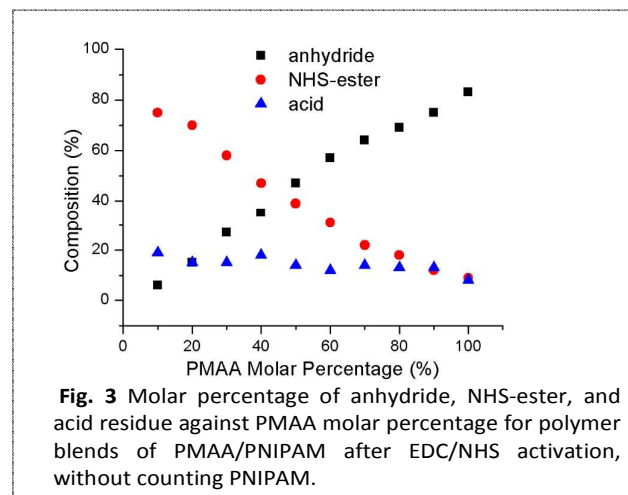 100
80
60
40
20
0
Composition (%)
anhydride
NHS-ester
acid
0 20 40 60 80 100
PMAA Molar Percentage (%)
Fig. 3 Molar percentage of anhydride, NHS-ester, and
acid residue against PMAA molar percentage for polymer
blends of PMAA/PNIPAM after EDC/NHS activation,
without counting PNIPAM.